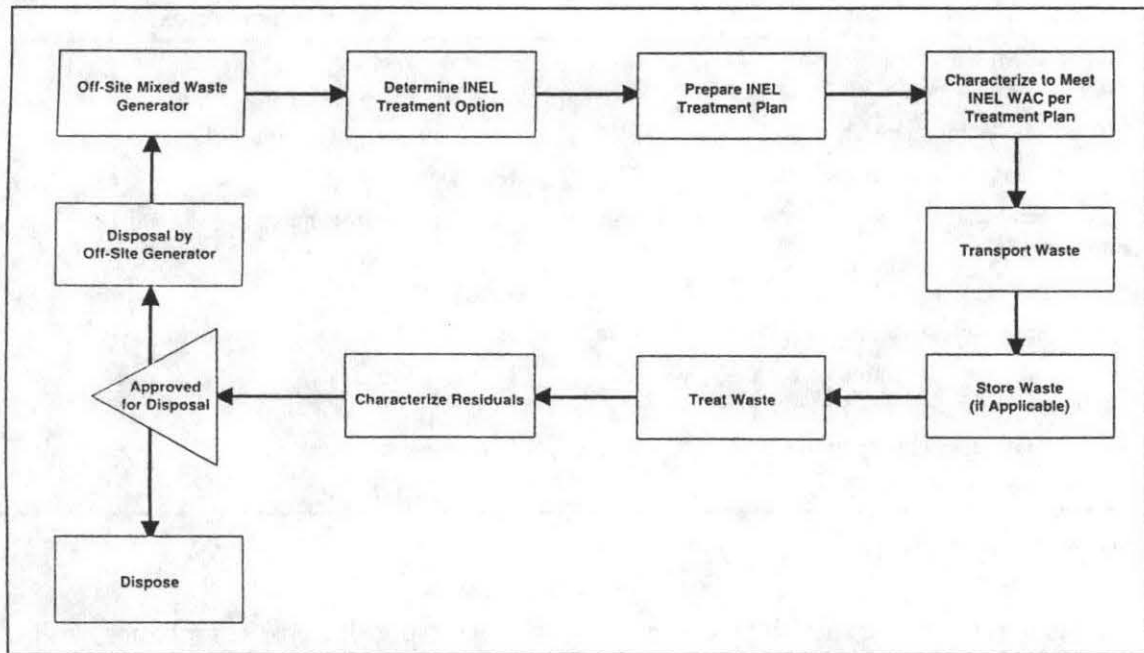 Off-Site Mixed Waste
Generator
Determine INEL
Treatment Option
Prepare INEL
Treatment Plan
Characterize to Meet
INEL WAC per
Treatment Plan
Disposal by
Off-Site Generator
Transport Waste
Approved
for Disposal
Characterize Residuals
Treat Waste
Store Waste
(if Applicable)
Dispose